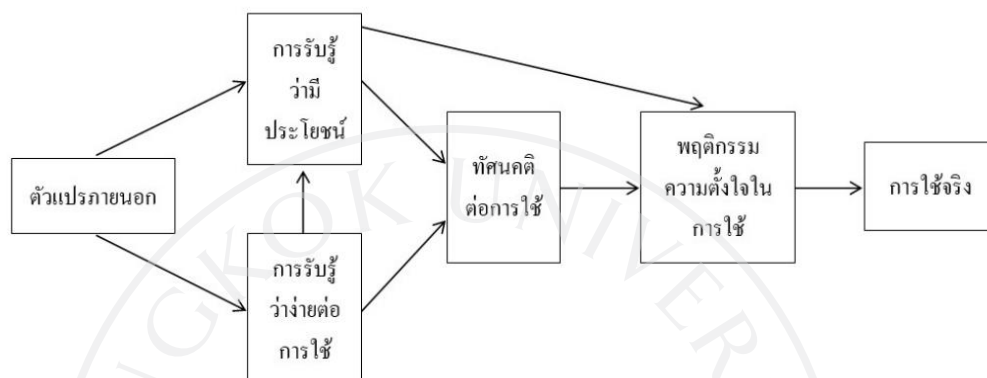 การรับรู้
ว่ามี
ประโยชน์
ตัวแปรภายนอก
การรับรู้
ว่าง่ายต่อ
การใช้
ทัศนคติ
ต่อการใช้
พฤติกรรม
ความตั้งใจใน
การใช้
การใช้จริง
NGKOK UNIVER